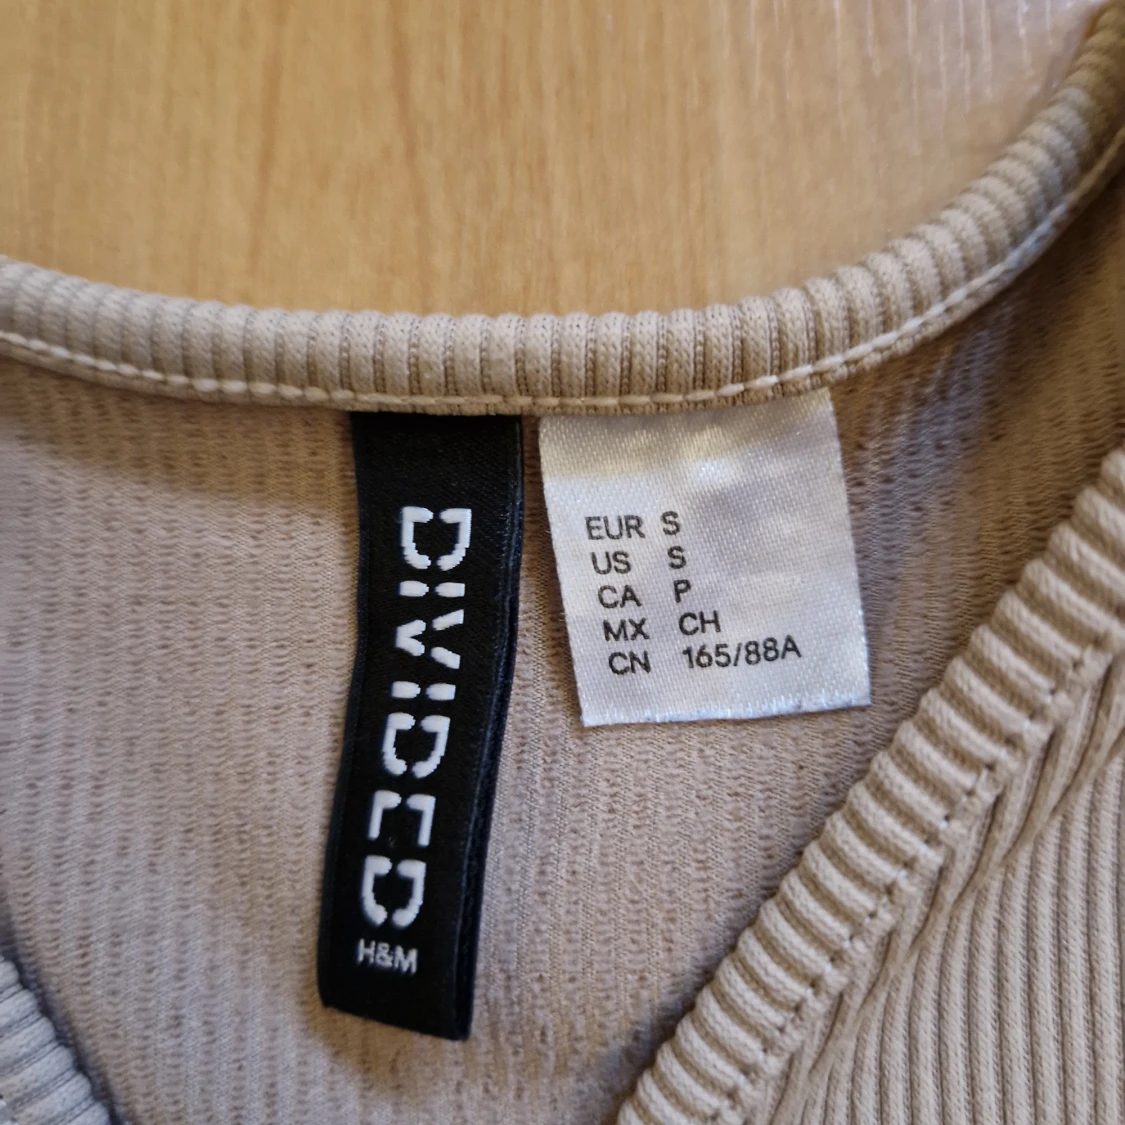 DIVIDED
H&M
EUR S
US S
CA P
MX CH
CN 165/88A